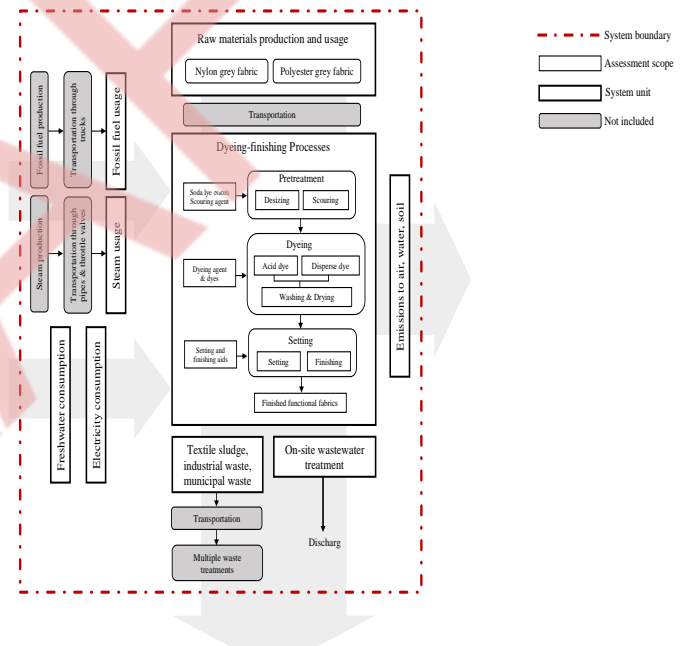 Raw materials production and usage
Nylon grey fabric
Polyester grey fabric
Transportation
Fossil fuel production
Transportation through
trucks
Fossil fuel usage
Steam production
Transportation through
pipes & throttle valves
Steam usage
Freshwater consumption
Electricity consumption
Dyeing-finishing Processes
Pretreatment
Soda lye (NaOH)
Scouring agent
Desizing
Scouring
Dyeing
Acid dye
Disperse dye
Dyeing agent
& dyes
Washing & Drying
Setting
Setting and
finishing aids
Setting
Finishing
Finished functional fabrics
Emissions to air, water, soil
Textile sludge,
industrial waste,
municipal waste
On-site wastewater
treatment
Transportation
Discharg
Multiple waste
treatments
System boundary
Assessment scope
System unit
Not included